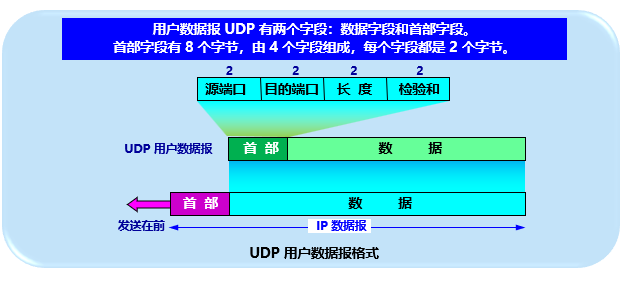 用户数据报 UDP 有两个字段：数据字段和首部字段。
首部字段有 8 个字节，由 4 个字段组成，每个字段都是 2 个字节。
2 2 2 2
源端口 目的端口 长 度 检验和
UDP 用户数据报 首 部 数 据
首 部 数 据
发送在前 IP 数据报
UDP 用户数据报格式